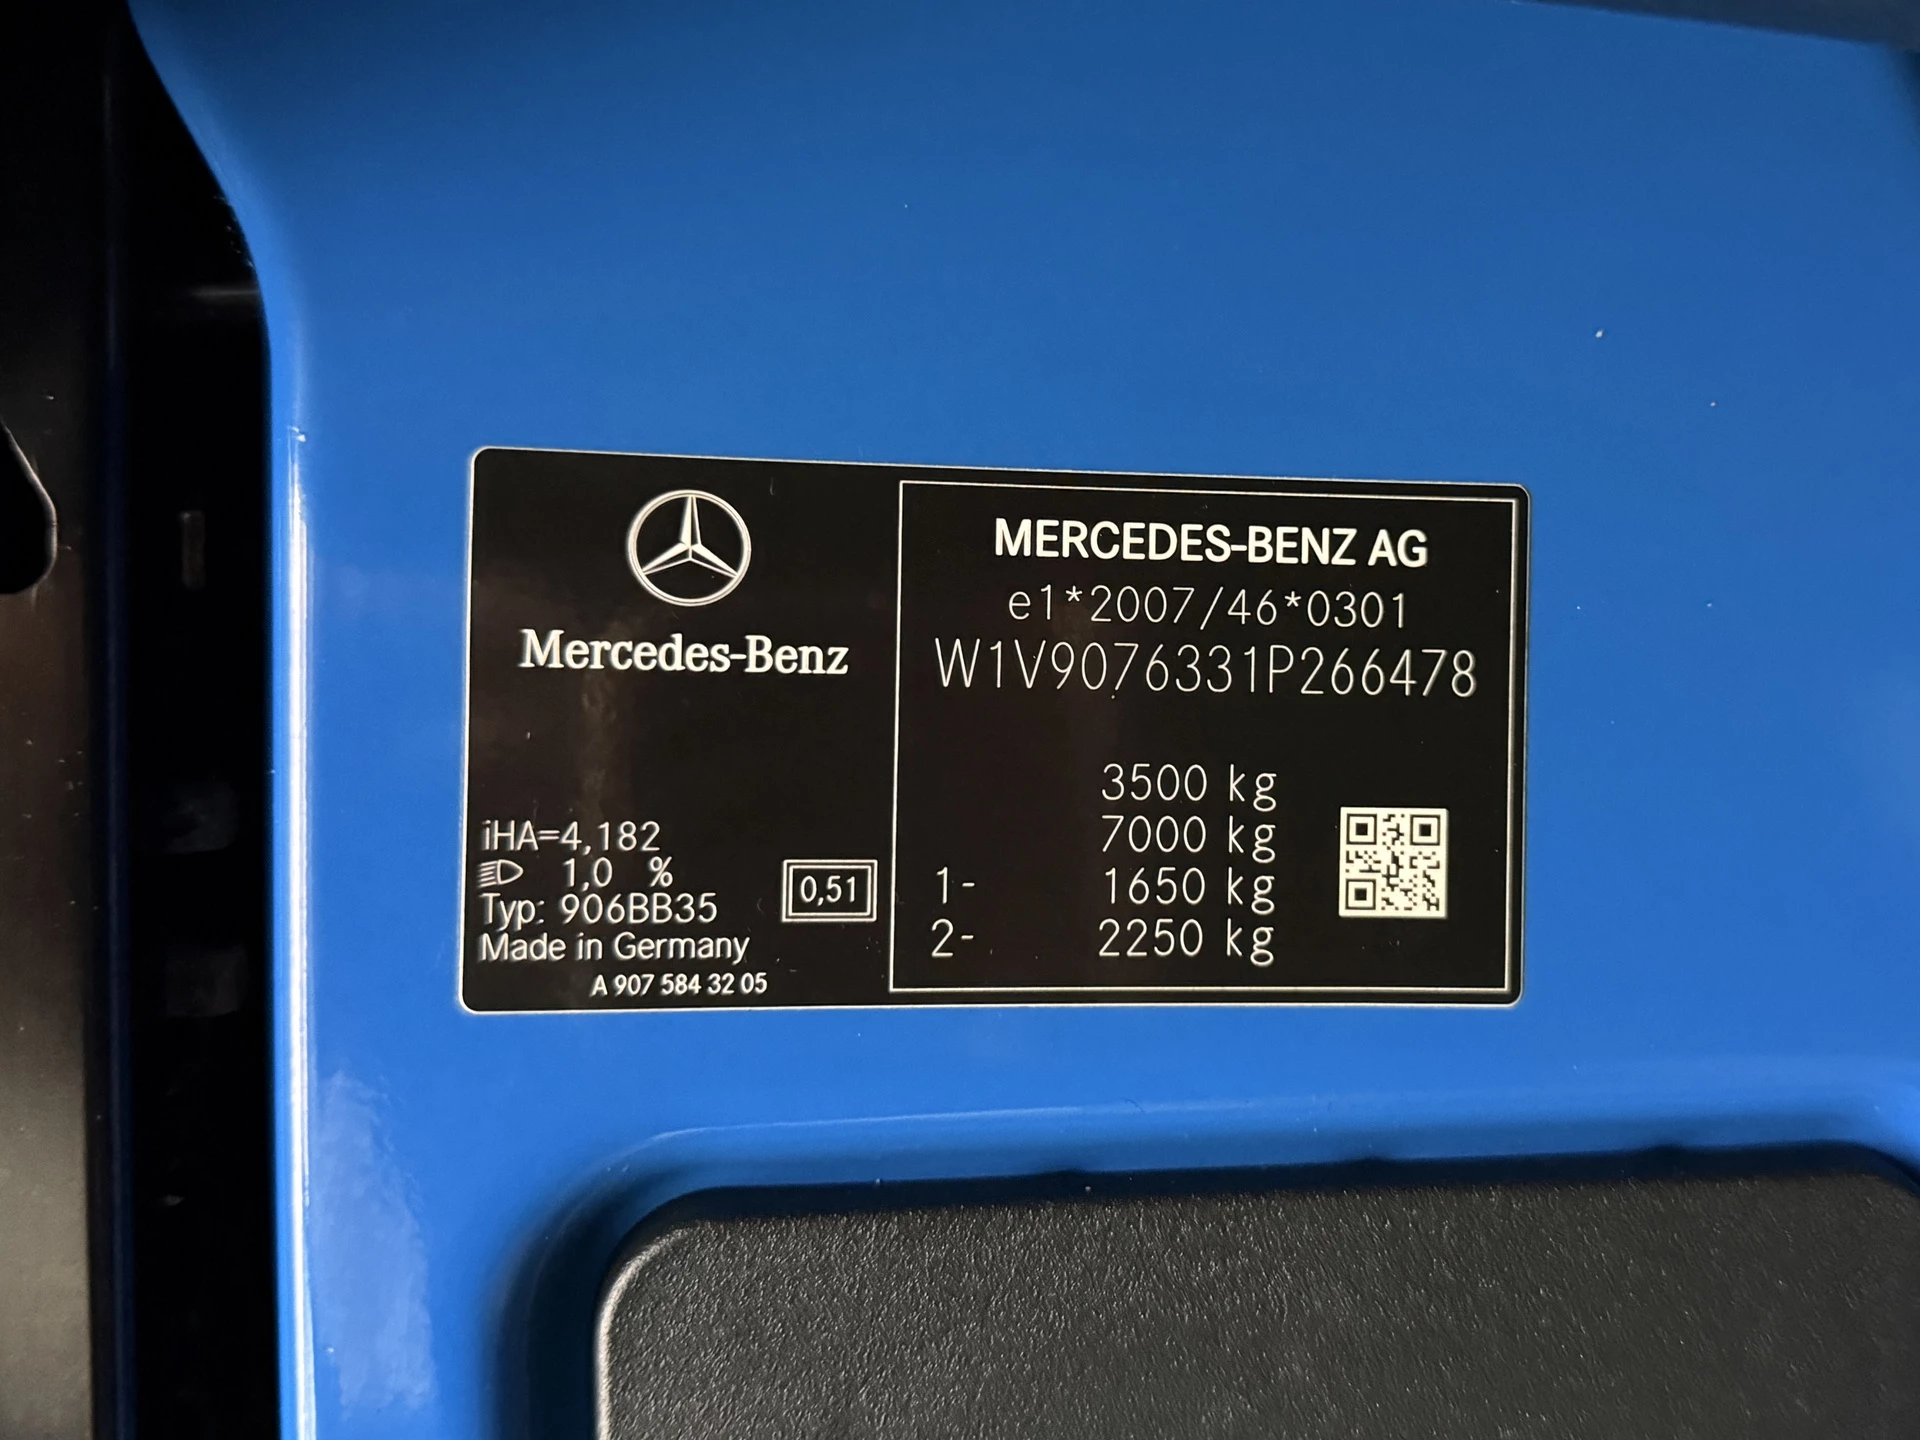 Mercedes-Benz
iHA=4,182
1,0 %
Typ: 906BB35
Made in Germany
A 907 584 32 05
0,51
MERCEDES-BENZ AG
e1*2007/46*0301
W1V9076331P266478
3500 kg
7000 kg
1- 1650 kg
2- 2250 kg